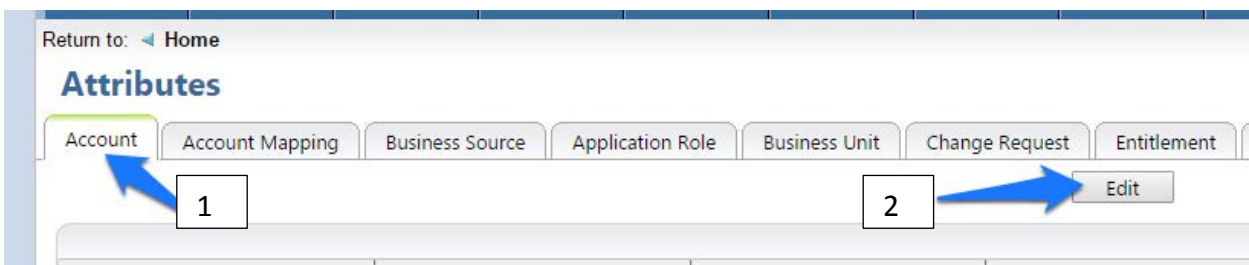 Return to: Home
Attributes
Account Account Mapping Business Source Application Role Business Unit Change Request Entitlement
1 2 Edit